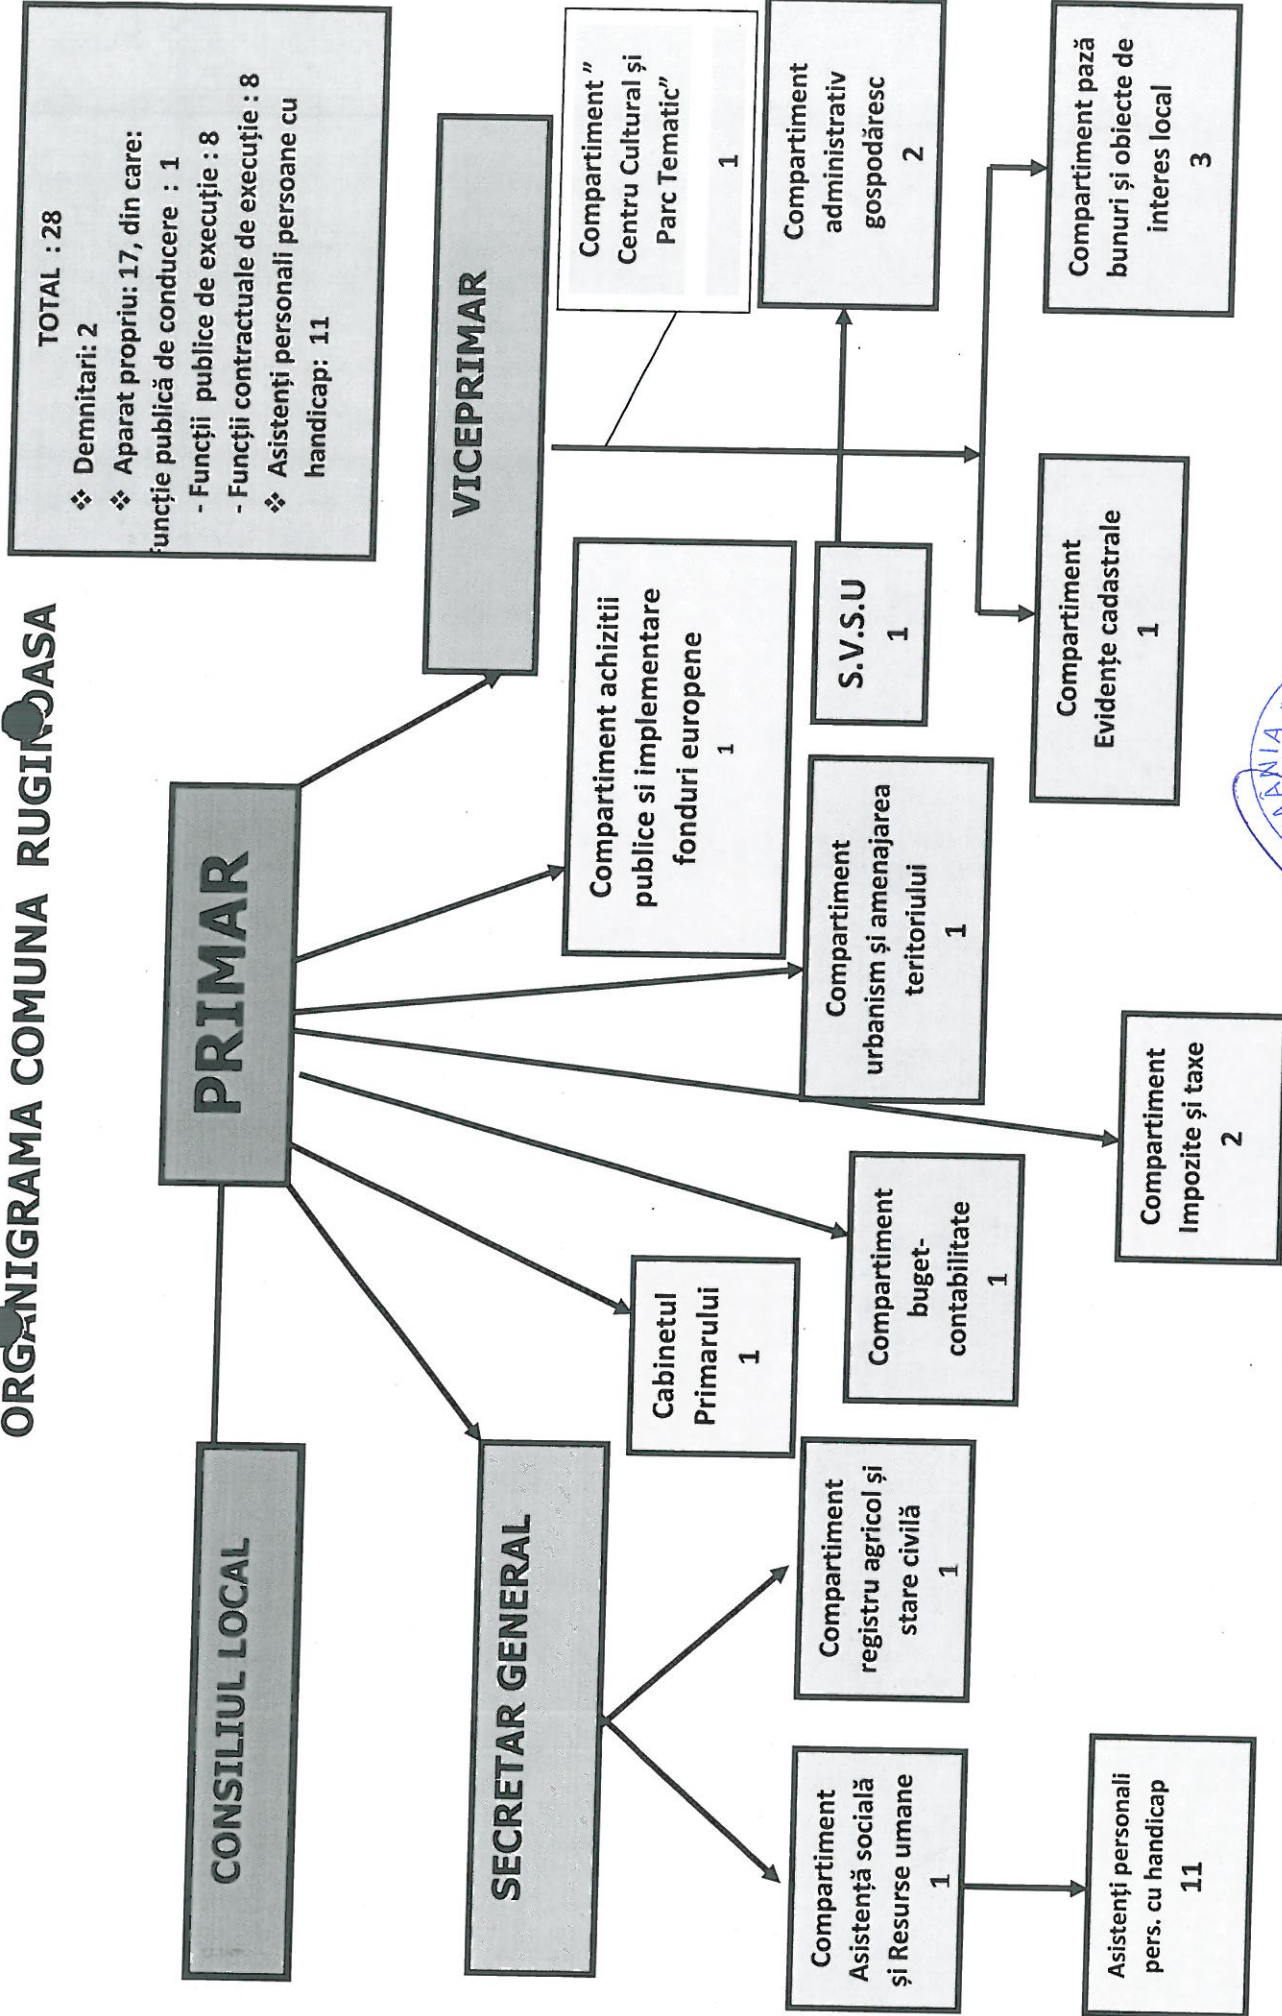 ORGANIGRAMA COMUNA RUGINOASA
TOTAL : 28
❖ Demnitari: 2
❖ Aparat propriu: 17, din care:
uncție publică de conducere : 1
- Funcții publice de execuție : 8
- Funcții contractuale de execuție : 8
❖ Asistenți personali persoane cu
handicap: 11
PRIMAR
CONSILIUL LOCAL
VICEPRIMAR
SECRETAR GENERAL
Compartiment ”
Centru Cultural și
Parc Tematic”
1
Compartiment achizitii
publice si implementare
fonduri europene
1
Cabinetul
Primarului
1
Compartiment
administrativ
gospodăresc
2
S.V.S.U
1
Compartiment
urbanism și amenajarea
teritoriului
1
Compartiment
buget-
contabilitate
1
Compartiment
registru agricol și
stare civilă
1
Compartiment
Asistență socială
și Resurse umane
1
Compartiment pază
bunuri și obiecte de
interes local
3
Compartiment
Evidențe cadastrale
1
Compartiment
Impozite și taxe
2
Asistenți personali
pers. cu handicap
11